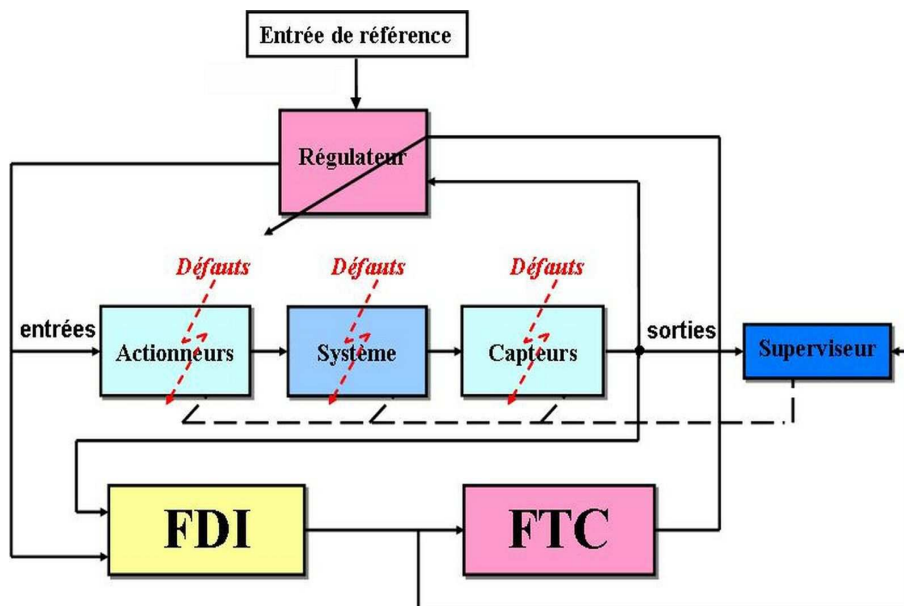 Entrée de référence
Régulateur
Défauts
Défauts
Défauts
entrées
Actionneurs
Système
Capteurs
sorties
Superviseur
FDI
FTC